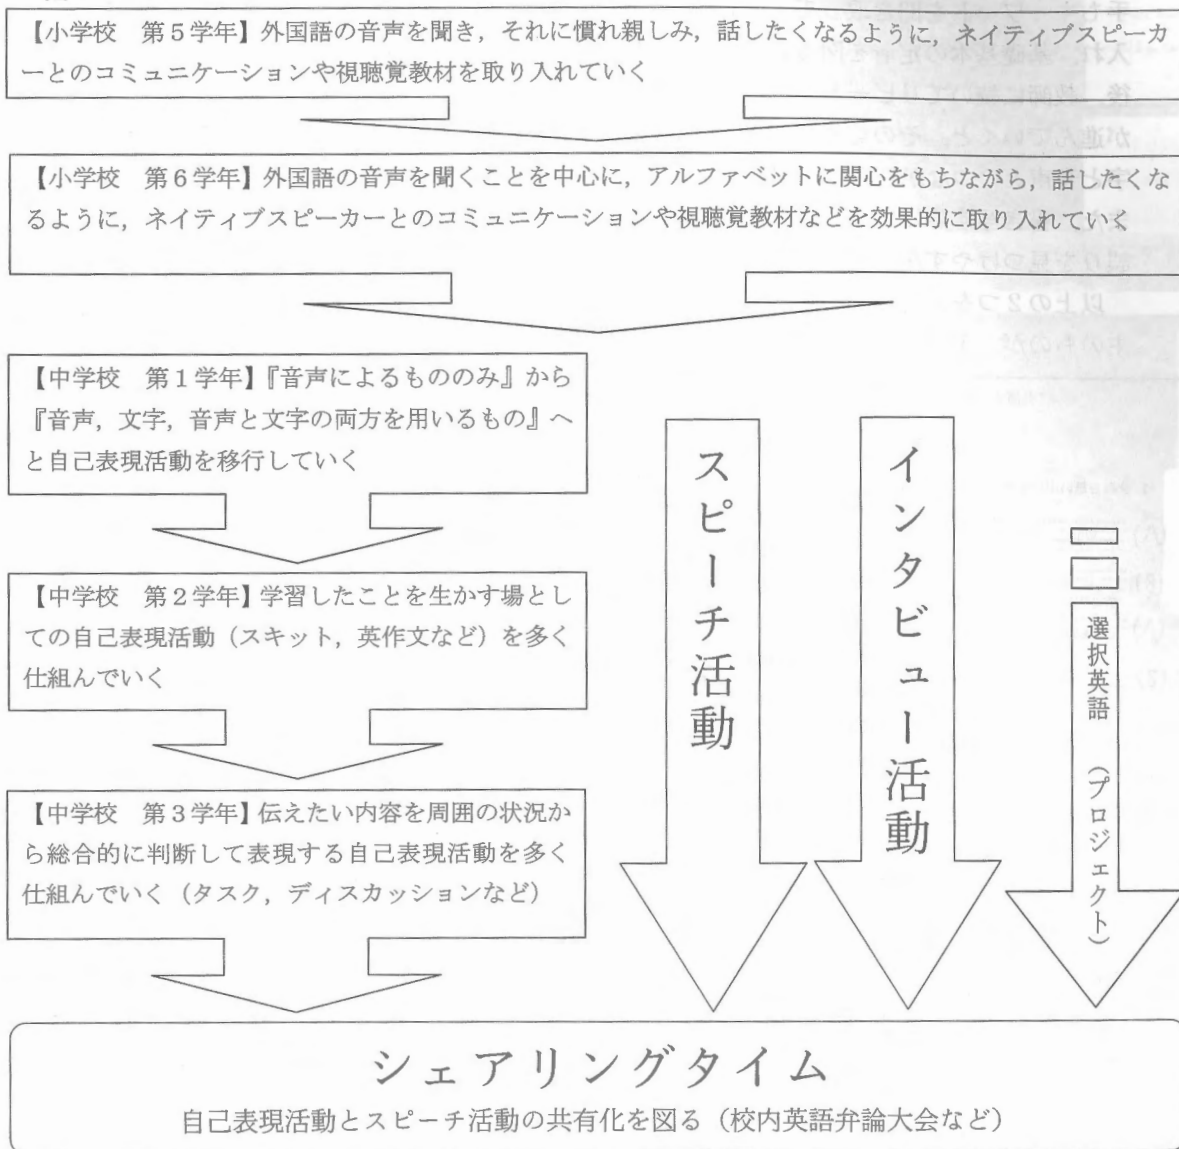 【小学校　第５学年】外国語の音声を聞き，それに慣れ親しみ，話したくなるように，ネイティブスピーカ
ーとのコミュニケーションや視聴覚教材を取り入れていく
【小学校　第６学年】外国語の音声を聞くことを中心に，アルファベットに関心をもちながら，話したくな
るように，ネイティブスピーカーとのコミュニケーションや視聴覚教材などを効果的に取り入れていく
【中学校　第１学年】『音声によるもののみ』から
『音声，文字，音声と文字の両方を用いるもの』へ
と自己表現活動を移行していく
【中学校　第２学年】学習したことを生かす場とし
ての自己表現活動（スキット，英作文など）を多く
仕組んでいく
【中学校　第３学年】伝えたい内容を周囲の状況か
ら総合的に判断して表現する自己表現活動を多く
仕組んでいく（タスク，ディスカッションなど）
スピーチ活動
インタビュー活動
選択英語　（プロジェクト）
シェアリングタイム
自己表現活動とスピーチ活動の共有化を図る（校内英語弁論大会など）